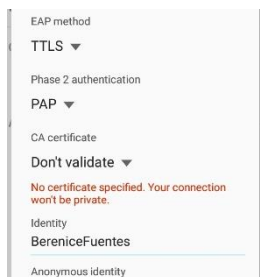 EAP method
TTLS
Phase 2 authentication
PAP
CA certificate
Don't validate
No certificate specified. Your connection
won't be private.
Identity
BereniceFuentes
Anonymous identity